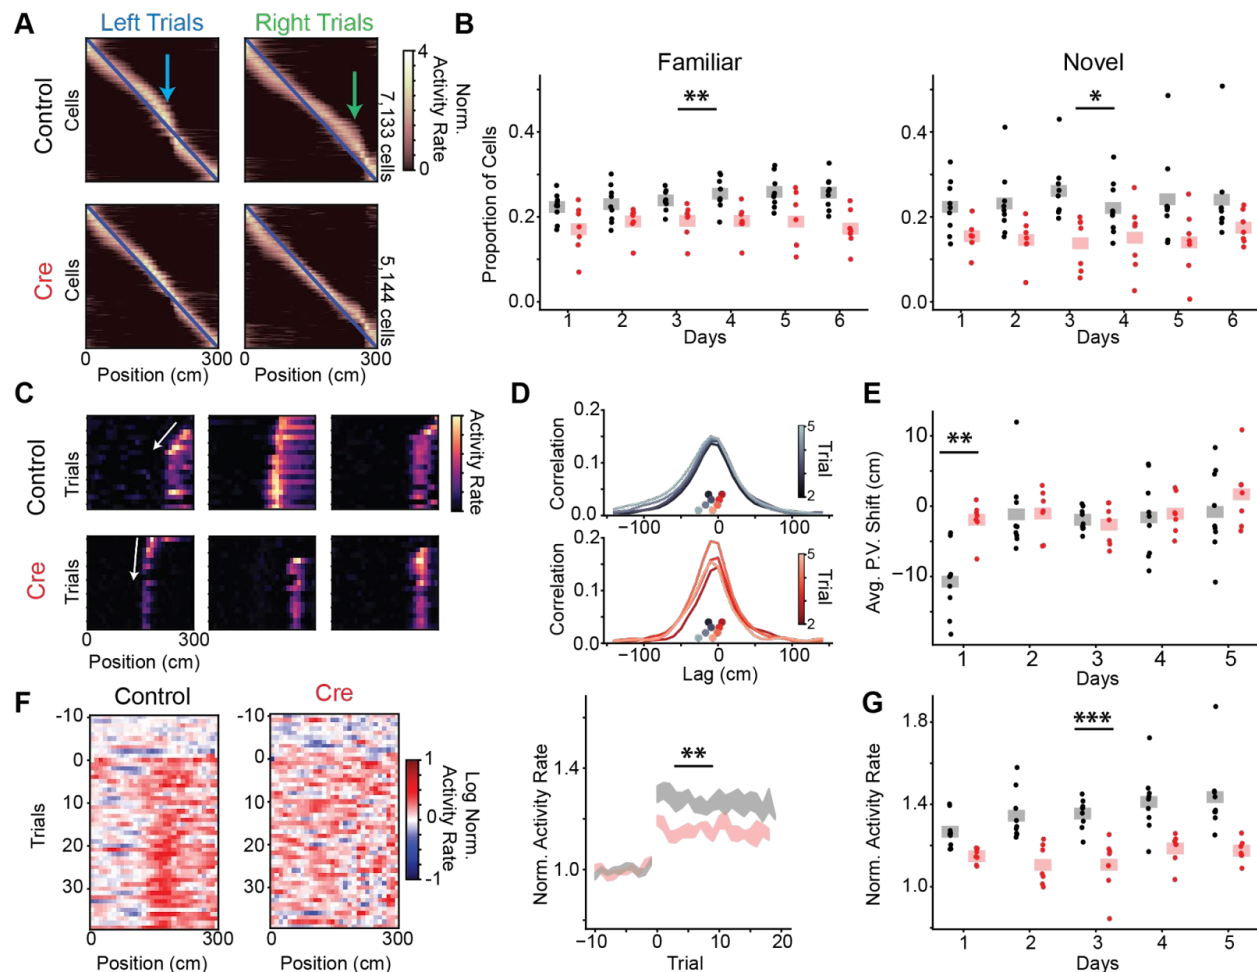 A
Left Trials
Right Trials
Control
Cells
7,133 cells
4
0
Norm.
Activity Rate
Cre
Cells
5,144 cells
0
300
0
300
Position (cm)
Position (cm)
B
Familiar
Novel
Proportion of Cells
0.4
0.2
0.0
**
1 2 3 4 5 6
Days
0.4
0.2
0.0
*
1 2 3 4 5 6
Days
C
Control
Trials
Activity Rate
Cre
Trials
0
300
Position (cm)
D
0.2
0.1
0.0
Correlation
−100 0 100
5
2
Trial
0.2
0.1
0.0
Correlation
−100 0 100
5
2
Trial
Lag (cm)
E
Avg. P.V. Shift (cm)
10
0
−10
**
1 2 3 4 5
Days
F
Control
Cre
Trials
-10
0
10
20
30
0
300
Position (cm)
-10
0
10
20
30
0
300
Position (cm)
1
0
-1
Log Norm.
Activity Rate
Norm. Activity Rate
1.4
1.0
**
−10 0 10 20
Trial
G
Norm. Activity Rate
1.8
1.4
1.0
***
1 2 3 4 5
Days